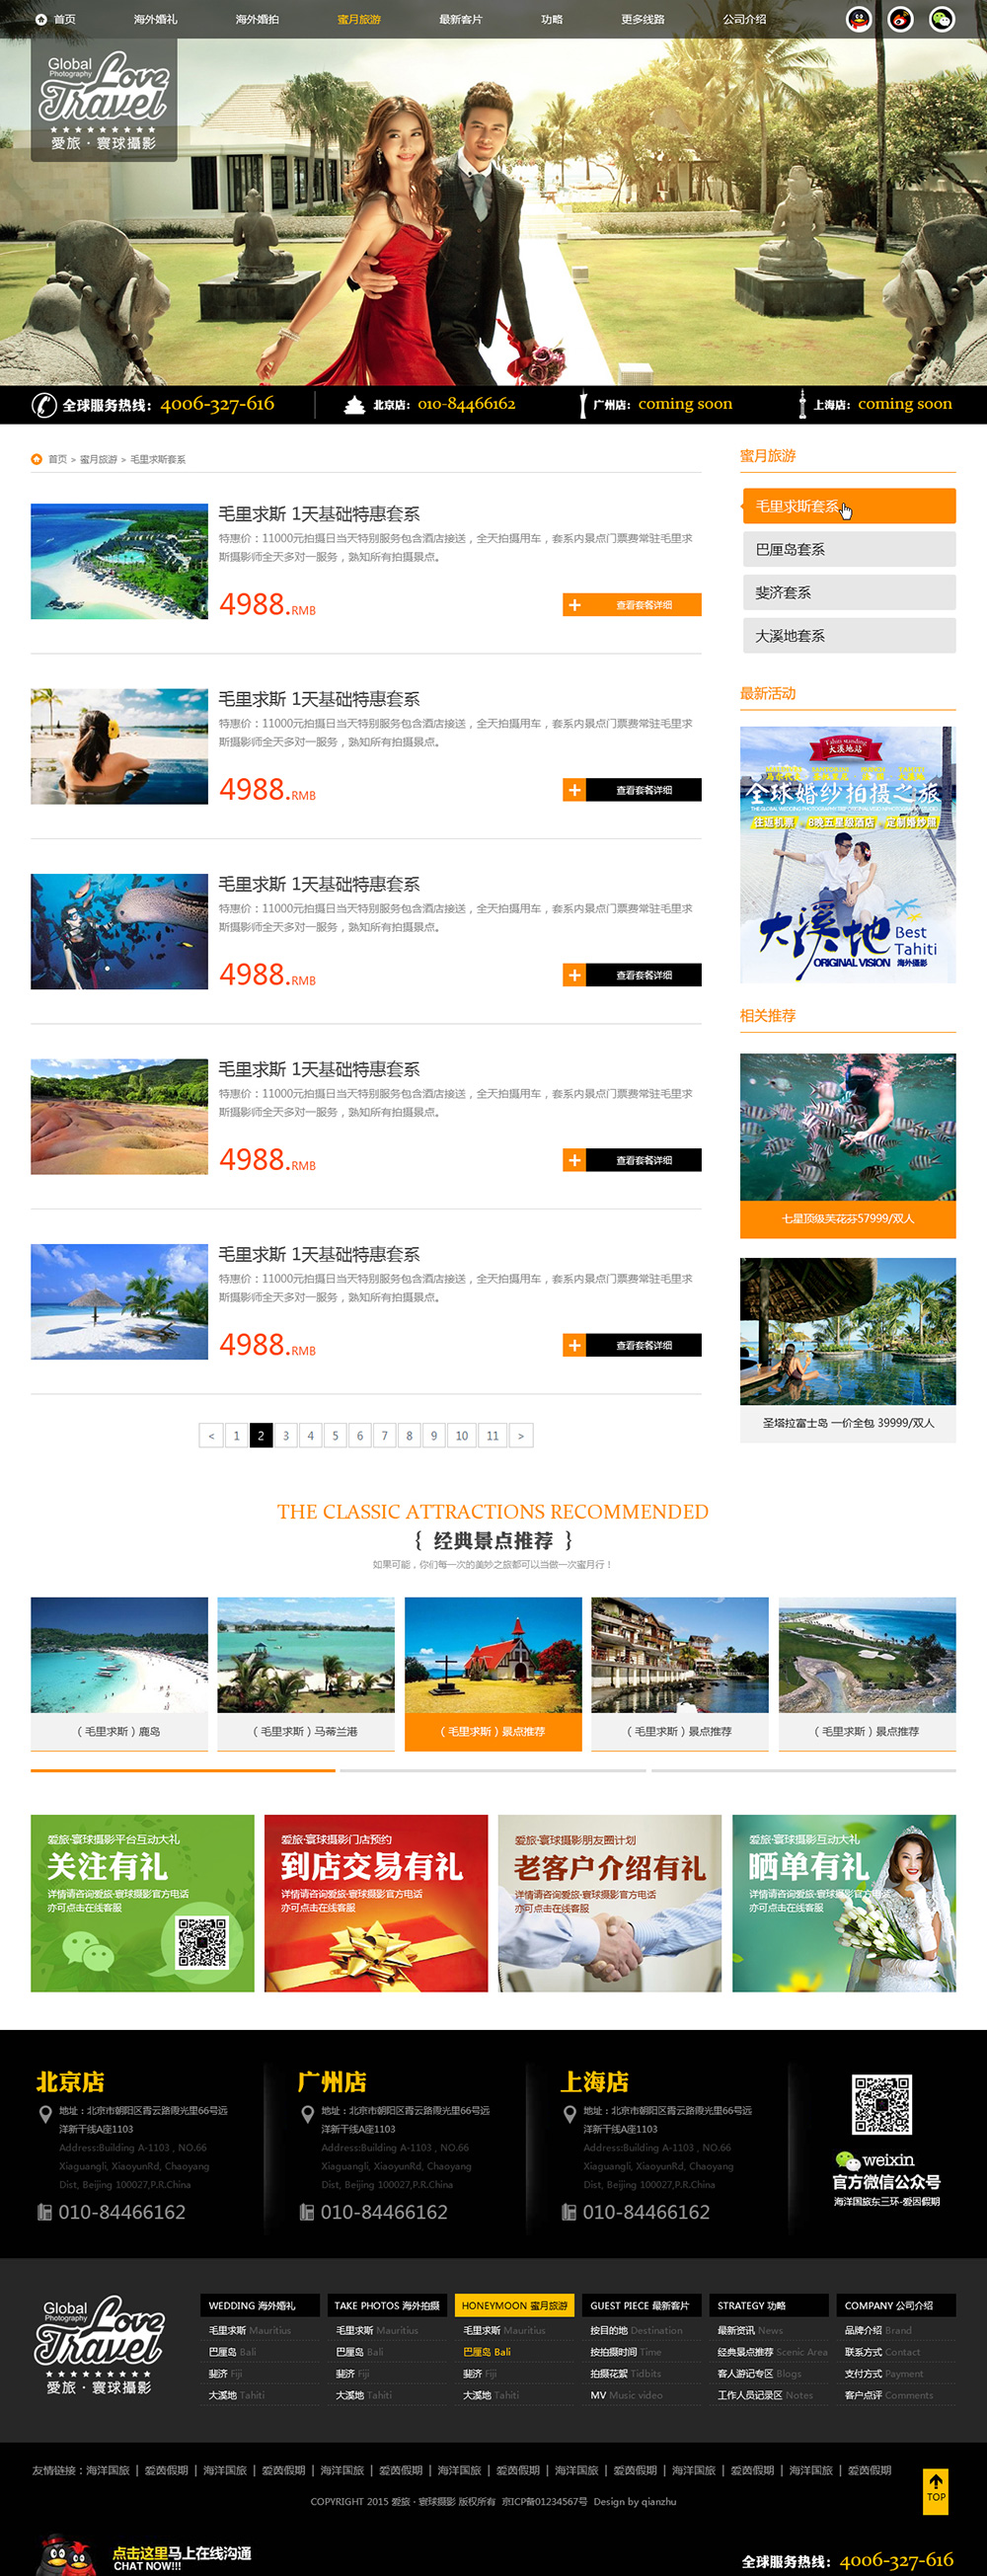 首页 海外婚礼 海外婚拍 蜜月旅游 最新客片 功略 更多线路 公司介绍
Global
Photography
Love
Travel
愛旅·寰球攝影
全球服务热线：4006-327-616 北京店：010-84466162 广州店：coming soon 上海店：coming soon
首页 > 蜜月旅游 > 毛里求斯套系
毛里求斯 1天基础特惠套系
特惠价：11000元拍摄日当天特别服务包含酒店接送，全天拍摄用车，套系内景点门票费常驻毛里求
斯摄影师全天多对一服务，熟知所有拍摄景点。
4988.RMB
+ 查看套餐详细
毛里求斯 1天基础特惠套系
特惠价：11000元拍摄日当天特别服务包含酒店接送，全天拍摄用车，套系内景点门票费常驻毛里求
斯摄影师全天多对一服务，熟知所有拍摄景点。
4988.RMB
+ 查看套餐详细
毛里求斯 1天基础特惠套系
特惠价：11000元拍摄日当天特别服务包含酒店接送，全天拍摄用车，套系内景点门票费常驻毛里求
斯摄影师全天多对一服务，熟知所有拍摄景点。
4988.RMB
+ 查看套餐详细
毛里求斯 1天基础特惠套系
特惠价：11000元拍摄日当天特别服务包含酒店接送，全天拍摄用车，套系内景点门票费常驻毛里求
斯摄影师全天多对一服务，熟知所有拍摄景点。
4988.RMB
+ 查看套餐详细
毛里求斯 1天基础特惠套系
特惠价：11000元拍摄日当天特别服务包含酒店接送，全天拍摄用车，套系内景点门票费常驻毛里求
斯摄影师全天多对一服务，熟知所有拍摄景点。
4988.RMB
+ 查看套餐详细
< 1 2 3 4 5 6 7 8 9 10 11 >
蜜月旅游
毛里求斯套系
巴厘岛套系
斐济套系
大溪地套系
最新活动
大溪地站
全球婚纱拍摄之旅
往返机票 8晚五星级酒店 定制婚纱照
大溪地
Best
Tahiti
ORIGINAL VISION 海外摄影
相关推荐
七星顶级芙花芬57999/双人
圣塔拉富士岛 一价全包 39999/双人
THE CLASSIC ATTRACTIONS RECOMMENDED
{ 经典景点推荐 }
如果可能，你们每一次的美妙之旅都可以当做一次蜜月行！
（毛里求斯）鹿岛
（毛里求斯）马蒂兰港
（毛里求斯）景点推荐
（毛里求斯）景点推荐
（毛里求斯）景点推荐
爱旅·寰球摄影平台互动大礼
关注有礼
详情请咨询爱旅·寰球摄影官方电话
亦可点击在线客服
爱旅·寰球摄影门店预约
到店交易有礼
详情请咨询爱旅·寰球摄影官方电话
亦可点击在线客服
爱旅·寰球摄影朋友圈计划
老客户介绍有礼
详情请咨询爱旅·寰球摄影官方电话
亦可点击在线客服
爱旅·寰球摄影互动大礼
晒单有礼
详情请咨询爱旅·寰球摄影官方电话
亦可点击在线客服
北京店
地址：北京市朝阳区霄云路霞光里66号远
洋新干线A座1103
Address:Building A-1103 , NO.66
Xiaguangli, XiaoyunRd, Chaoyang
Dist, Beijing 100027,P.R.China
010-84466162
广州店
地址：北京市朝阳区霄云路霞光里66号远
洋新干线A座1103
Address:Building A-1103 , NO.66
Xiaguangli, XiaoyunRd, Chaoyang
Dist, Beijing 100027,P.R.China
010-84466162
上海店
地址：北京市朝阳区霄云路霞光里66号远
洋新干线A座1103
Address:Building A-1103 , NO.66
Xiaguangli, XiaoyunRd, Chaoyang
Dist, Beijing 100027,P.R.China
010-84466162
weixin
官方微信公众号
海洋国旅东三环-爱因假期
Global
Photography
Love
Travel
愛旅·寰球攝影
WEDDING 海外婚礼
毛里求斯 Mauritius
巴厘岛 Bali
斐济 Fiji
大溪地 Tahiti
TAKE PHOTOS 海外拍摄
毛里求斯 Mauritius
巴厘岛 Bali
斐济 Fiji
大溪地 Tahiti
HONEYMOON 蜜月旅游
毛里求斯 Mauritius
巴厘岛 Bali
斐济 Fiji
大溪地 Tahiti
GUEST PIECE 最新客片
按目的地 Destination
按拍摄时间 Time
拍摄花絮 Tidbits
MV Music video
STRATEGY 功略
最新资讯 News
经典景点推荐 Scenic Area
客人游记专区 Blogs
工作人员记录区 Notes
COMPANY 公司介绍
品牌介绍 Brand
联系方式 Contact
支付方式 Payment
客户点评 Comments
友情链接：海洋国旅 | 爱茵假期 | 海洋国旅 | 爱茵假期 | 海洋国旅 | 爱茵假期 | 海洋国旅 | 爱茵假期 | 海洋国旅 | 爱茵假期 | 海洋国旅 | 爱茵假期 | 海洋国旅 | 爱茵假期
TOP
COPYRIGHT 2015 爱旅 - 寰球摄影 版权所有 京ICP备01234567号 Design by qianzhu
点击这里马上在线沟通
CHAT NOW!!!
全球服务热线：4006-327-616